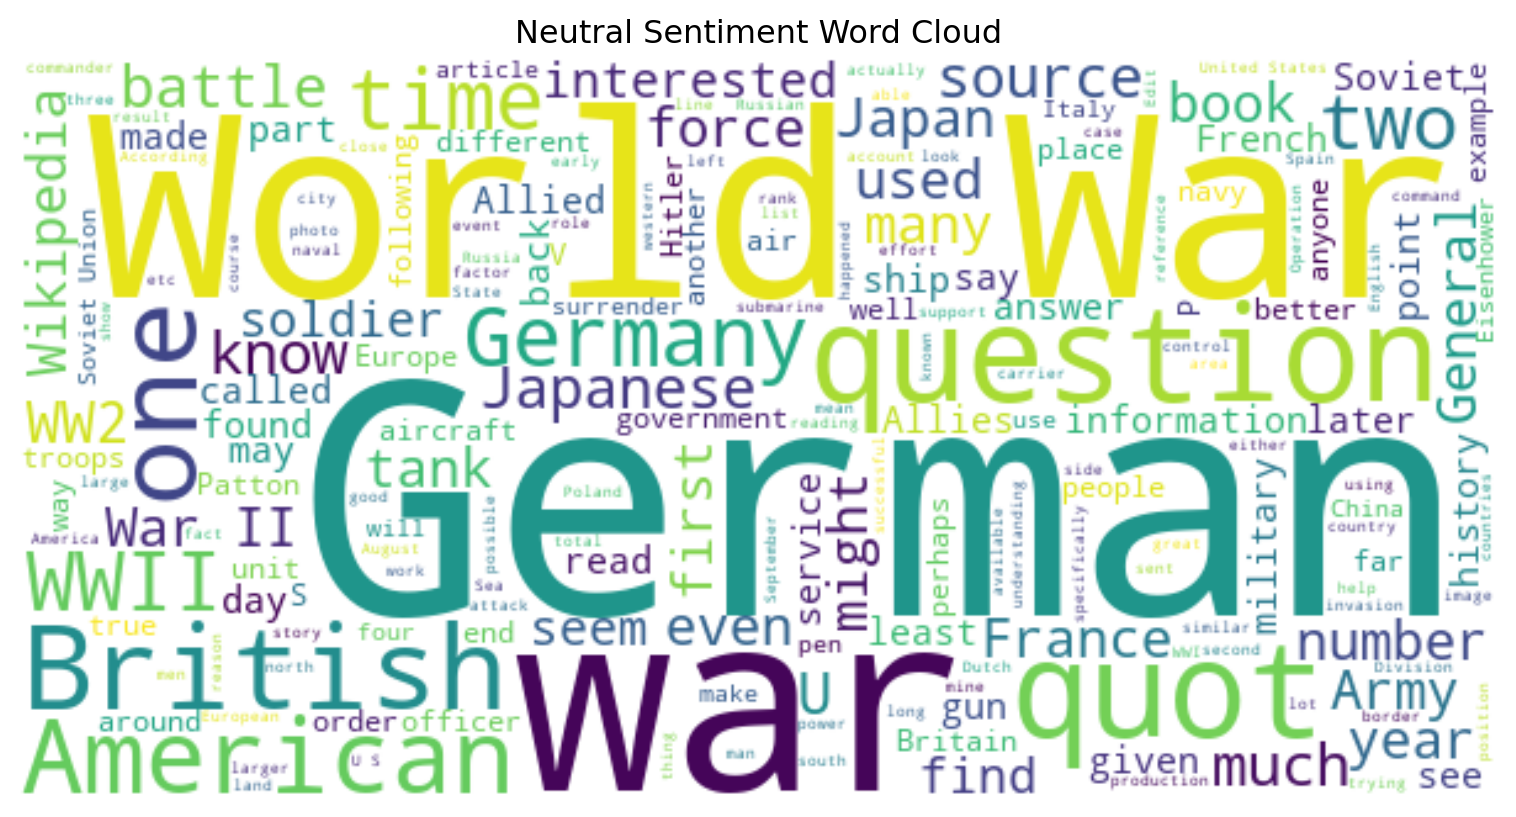 Neutral Sentiment Word Cloud
commander
three
battle
result
made
According
part
time
article
close
different
following
interested
early
line
Russian
force
left
actually
able
Japan
account
look
source
Edit
Italy
case
place
United States
book
French
Spain
Soviet
two
example
Wikipedia
World War
city
photo
naval
etc
course
Allied
event
role
Russia
factor
State
back
V
western
Hitler
another
rank
list
air
used
many
effort
happened
ship
say
reference
navy
Operation
anyone
English
point
command
General
Eisenhower
Soviet Union
show
one
soldier
know
Europe
called
surrender
submarine
well
support
answer
P
better
Germany
question
known
control
area
carrier
Japanese
government
mean
reading
Allies
use
information
later
WW2
troops
found
may
large
way
Patton
aircraft
tank
German
good
will
August
work
possible
Poland
total
read
first
September
service
might
successful
perhaps
available
understanding
side
people
specifically
great
sent
either
military
using
China
country
far
help
invasion
history
countries
image
America
War II
fact
WWII
unit
day
S
Sea
attack
true
story
four
end
seem
even
pen
least
France
similar
WWI
second
number
British
men
reason
north
war
make
U
power
Dutch
mine
gun
long
quot
lot
Division
Army
border
position
around
European
order
officer
American
larger
land
U S
thing
man
south
Britain
find
given
production
much
year
trying
see